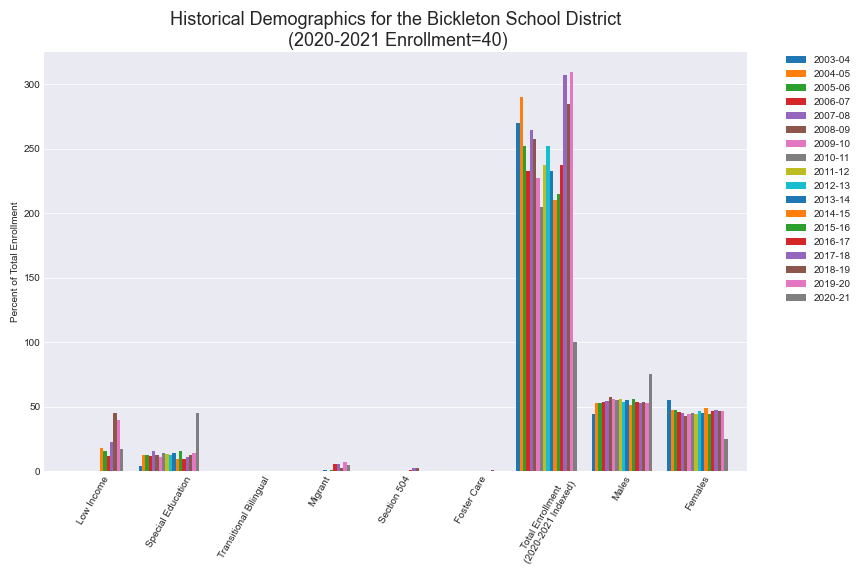 Historical Demographics for the Bickleton School District
(2020-2021 Enrollment=40)
Percent of Total Enrollment
300
250
200
150
100
50
0
Low Income
Special Education
Transitional Bilingual
Migrant
Section 504
Foster Care
Total Enrollment
(2020-2021 Indexed)
Males
Females
2003-04
2004-05
2005-06
2006-07
2007-08
2008-09
2009-10
2010-11
2011-12
2012-13
2013-14
2014-15
2015-16
2016-17
2017-18
2018-19
2019-20
2020-21